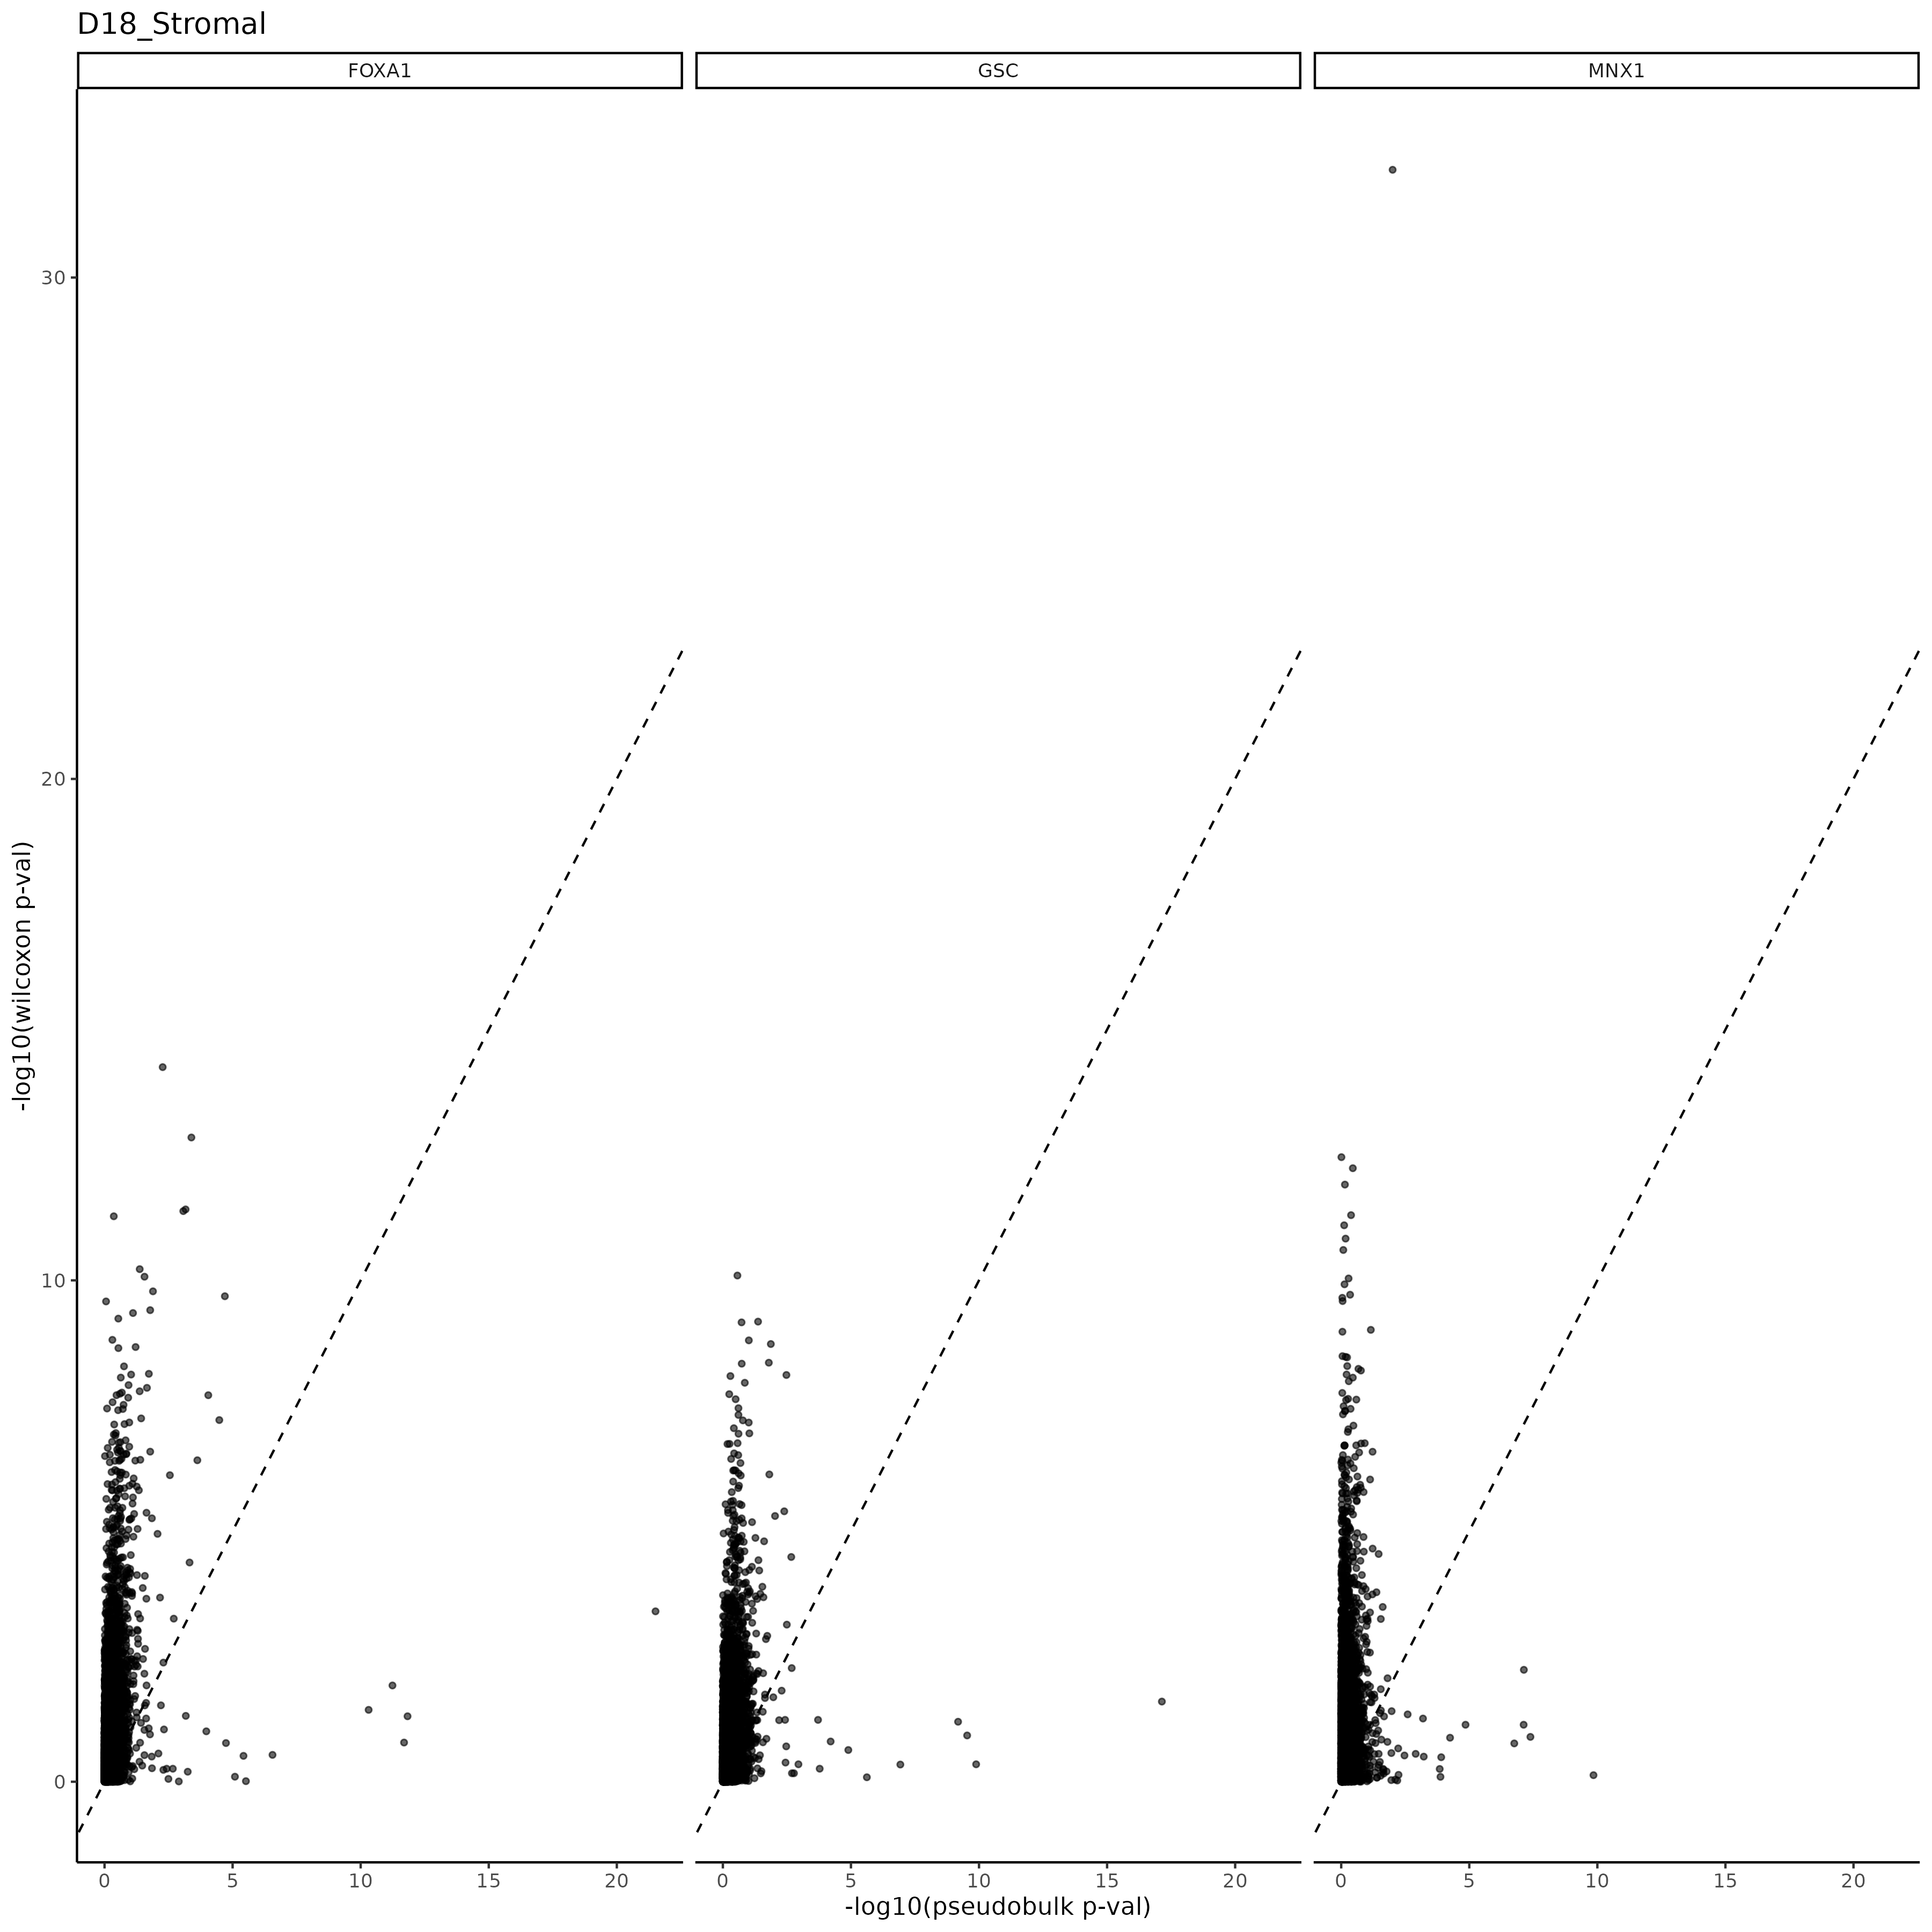 D18_Stromal
FOXA1
GSC
MNX1
-log10(wilcoxon p-val)
30
20
10
0
0 5 10 15 20
0 5 10 15 20
0 5 10 15 20
-log10(pseudobulk p-val)